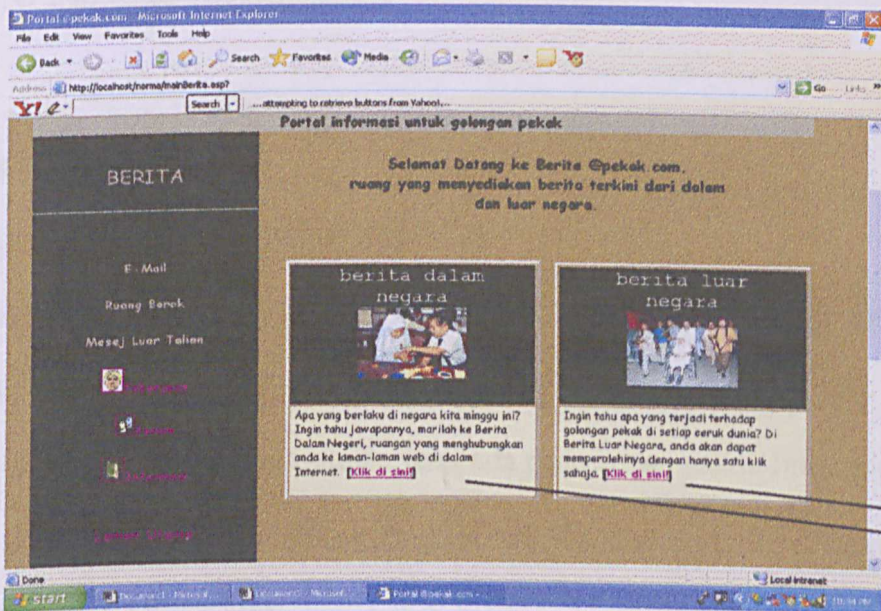 Portal @pekak.com - Microsoft Internet Explorer
File Edit View Favorites Tools Help
Back Search Favorites Media
Address http://localhost/norma/mainBerita.asp? Go Links »
Y! Search ...attempting to retrieve buttons from Yahoo!...
Portal informasi untuk golongan pekak
BERITA
E-Mail
Ruang Borak
Mesej Luar Talian
Selamat Datang ke Berita @pekak.com,
ruang yang menyediakan berita terkini dari dalam
dan luar negara.
berita dalam
negara
Apa yang berlaku di negara kita minggu ini?
Ingin tahu jawapannya, marilah ke Berita
Dalam Negeri, ruangan yang menghubungkan
anda ke laman-laman web di dalam
Internet. [Klik di sini!]
berita luar
negara
Ingin tahu apa yang terjadi terhadap
golongan pekak di setiap ceruk dunia? Di
Berita Luar Negara, anda akan dapat
memperolehinya dengan hanya satu klik
sahaja. [Klik di sini!]
Done Local intranet
start Document - Microsof... Document - Microsof... Portal @pekak.com -